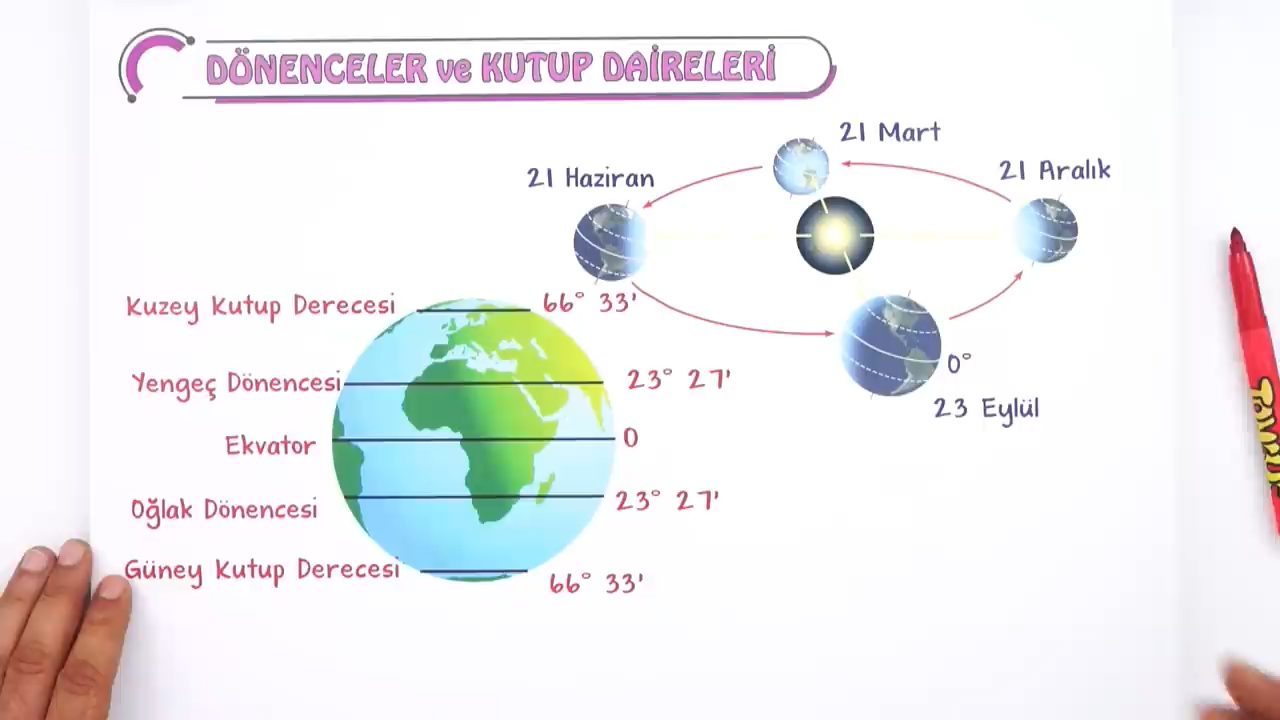 DÖNENCELER ve KUTUP DAİRELERİ
21 Mart
21 Haziran
21 Aralık
Kuzey Kutup Derecesi 66° 33'
0°
Yengeç Dönencesi 23° 27'
23 Eylül
Ekvator 0
Oğlak Dönencesi 23° 27'
Güney Kutup Derecesi 66° 33'